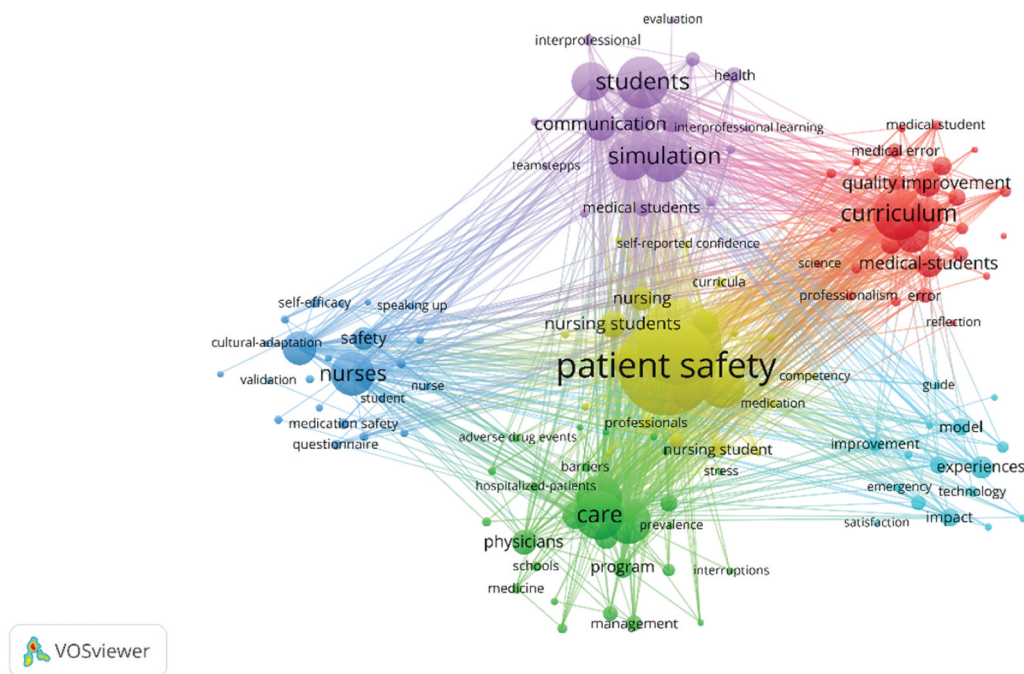 evaluation
interprofessional
health
students
communication
interprofessional learning
simulation
teamstepps
medical students
medical-student
medical error
quality improvement
curriculum
science
medical-students
professionalism
error
reflection
self-reported confidence
curricula
nursing
nursing students
patient safety
competency
medication
professionals
nursing student
stress
self-efficacy
speaking up
cultural-adaptation
safety
validation
nurses
nurse
student
medication safety
questionnaire
guide
model
improvement
experiences
emergency
technology
satisfaction
impact
adverse drug events
barriers
hospitalized-patients
care
prevalence
physicians
schools
program
interruptions
medicine
management
VOSviewer